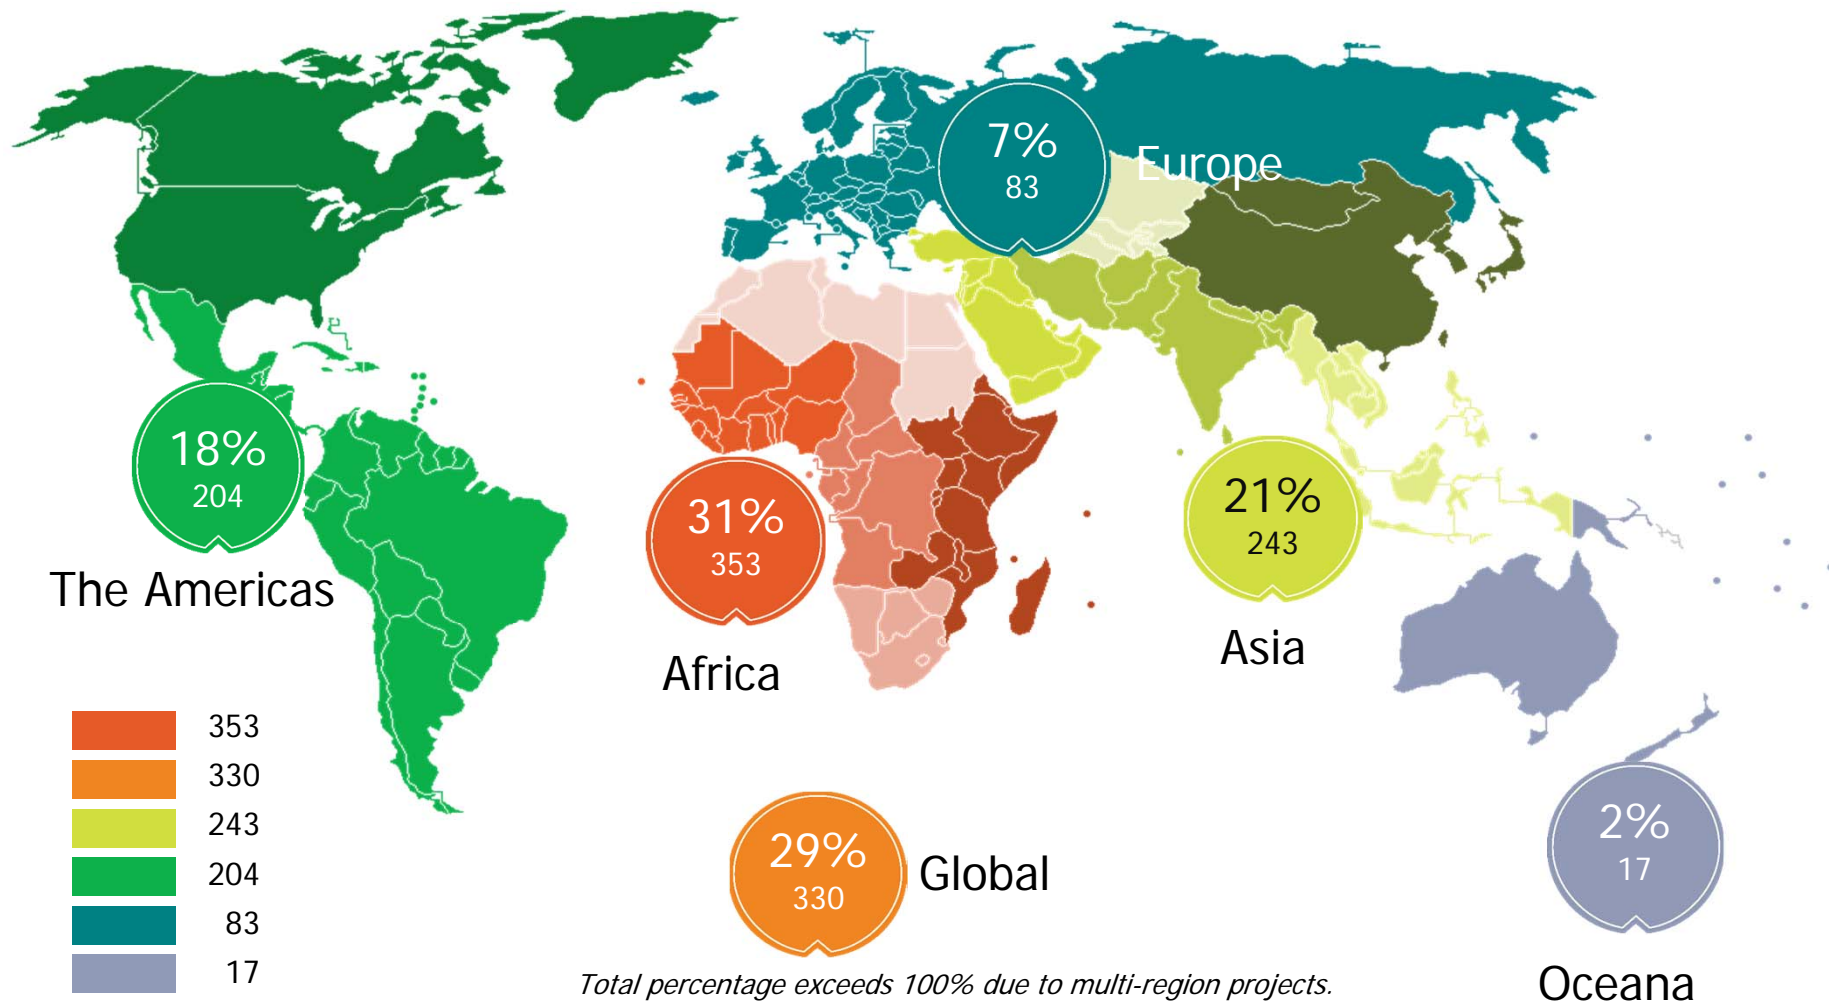 7%
83
Europe
18%
204
The Americas
31%
353
Africa
21%
243
Asia
353
330
243
204
83
17
29%
330
Global
2%
17
Oceana
Total percentage exceeds 100% due to multi-region projects.